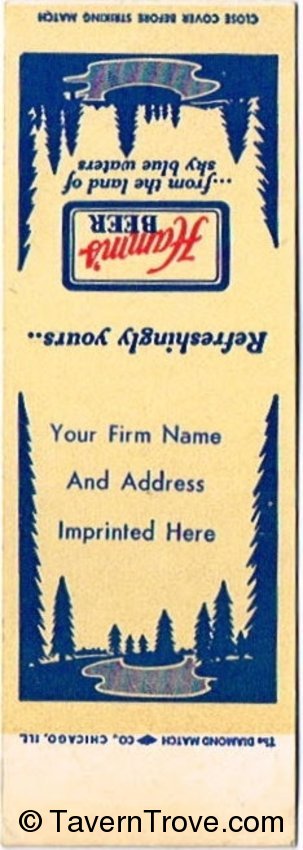 CLOSE COVER BEFORE STRIKING MATCH
Refreshingly yours..
Hamm's
BEER
...from the land of
sky blue waters
Your Firm Name
And Address
Imprinted Here
The DIAMOND MATCH CO., CHICAGO, ILL.
© TavernTrove.com